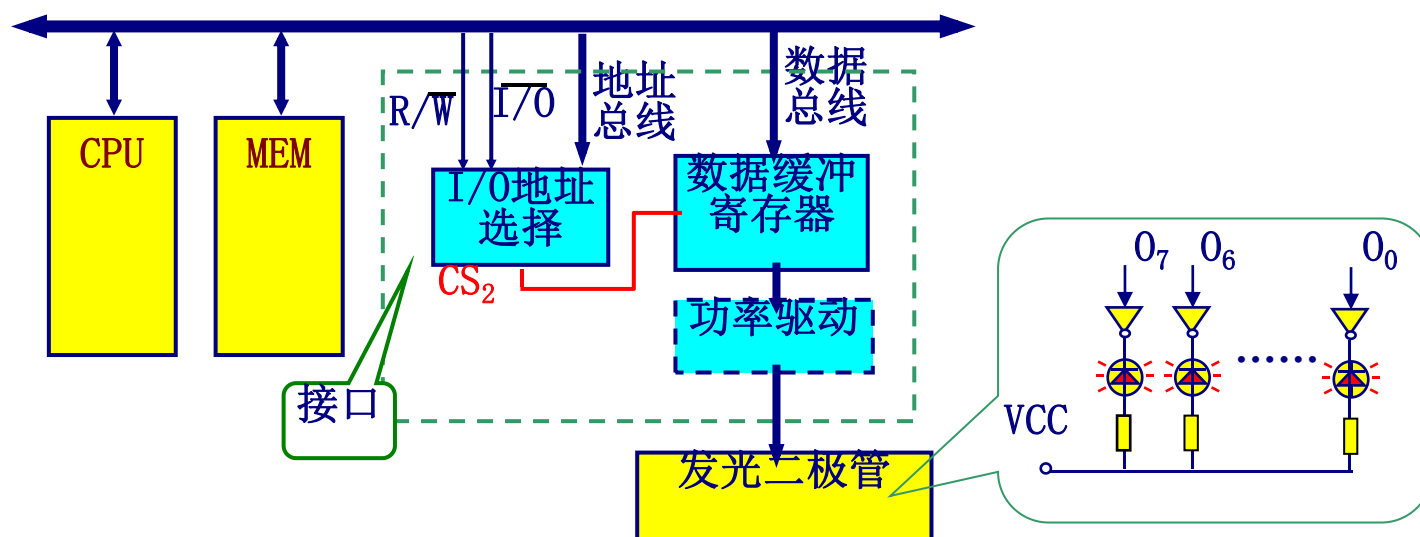 CPU
MEM
R/W̅
I̅/̅O̅
地址
总线
数据
总线
I/O地址
选择
CS₂
数据缓冲
寄存器
功率驱动
接口
发光二极管
O₇
O₆
O₀
······
VCC